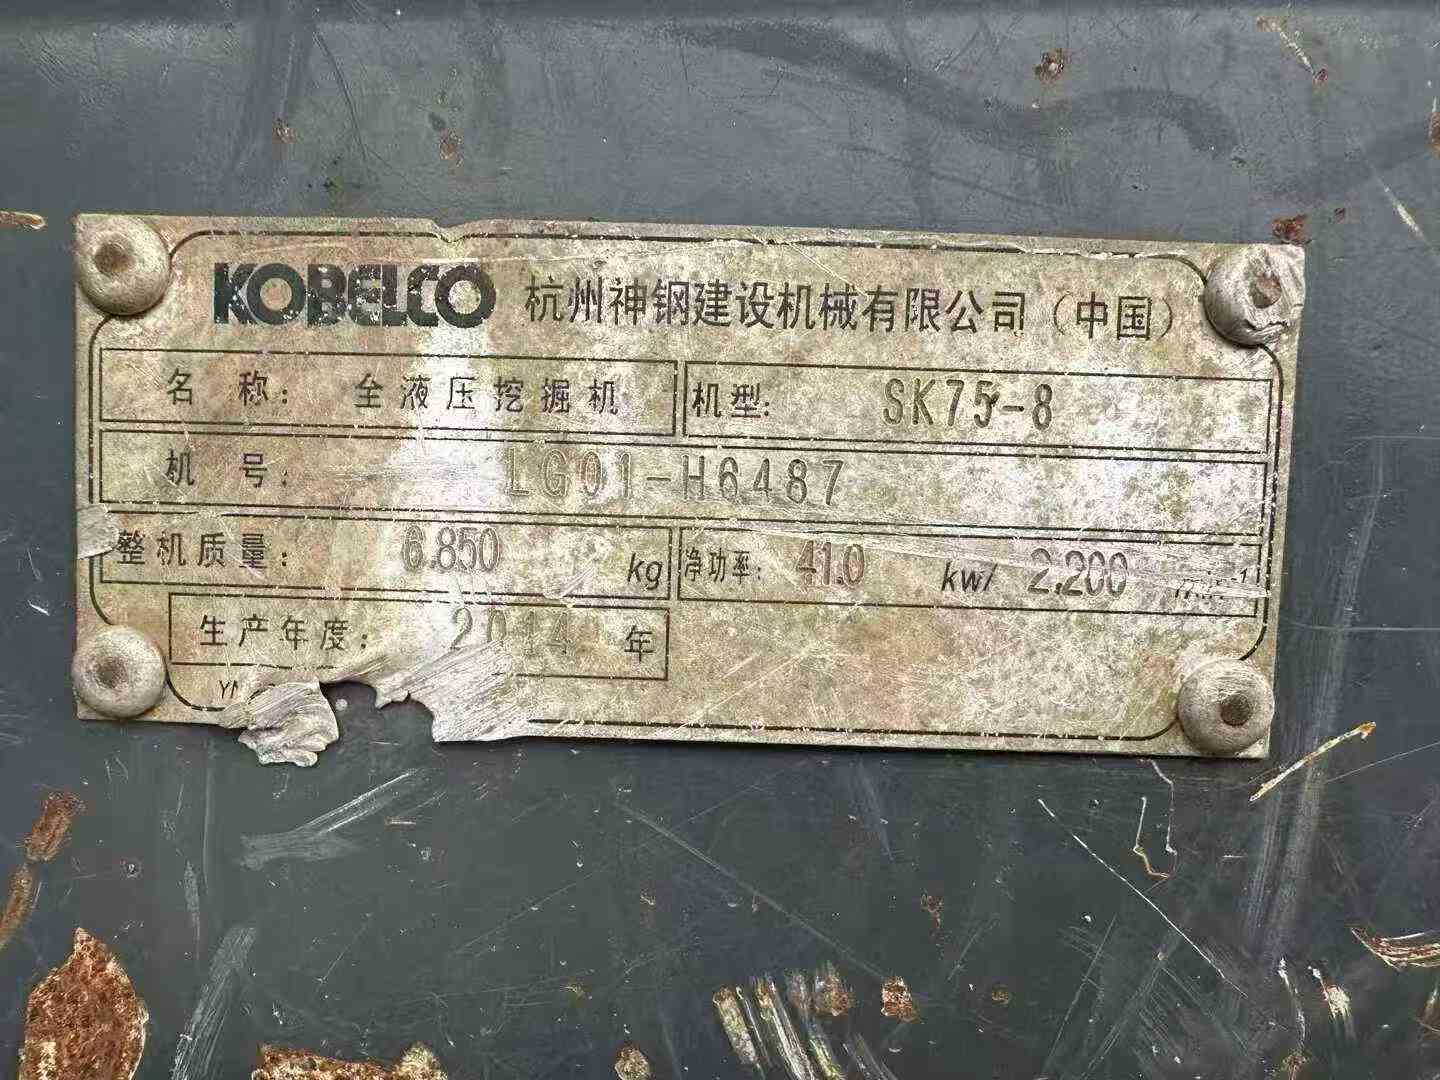 KOBELCO 杭州神钢建设机械有限公司（中国）
名 称： 全液压挖掘机 机型： SK75-8
机 号： LG01-H6487
整机质量： 6.850 kg 净功率： 41.0 kw/ 2,200 min-1
生产年度： 2014 年